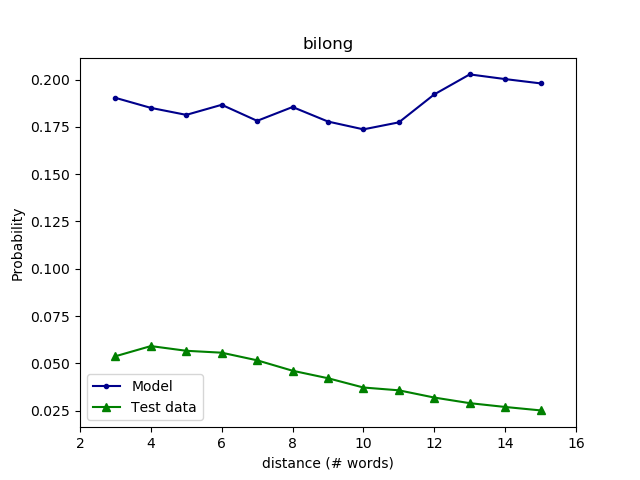 bilong
0.200
0.175
0.150
0.125
0.100
0.075
0.050
0.025
Probability
Model
Test data
2 4 6 8 10 12 14 16
distance (# words)